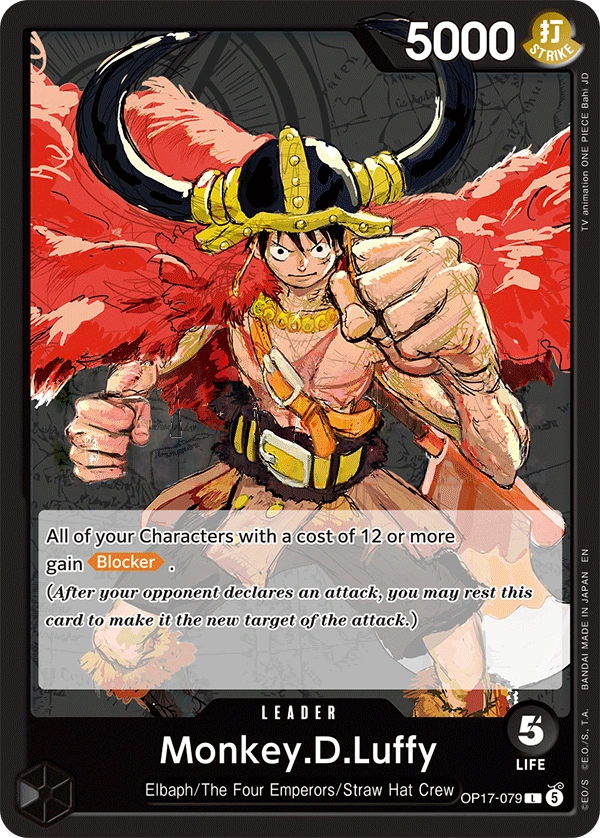 5000
打
STRIKE
TV animation ONE PIECE Bahi JD
All of your Characters with a cost of 12 or more
gain Blocker .
(After your opponent declares an attack, you may rest this
card to make it the new target of the attack.)
BANDAI MADE IN JAPAN EN
©E.O./S., T.A.
©EO/S
LEADER
Monkey.D.Luffy
5
LIFE
Elbaph/The Four Emperors/Straw Hat Crew
OP17-079 L 5